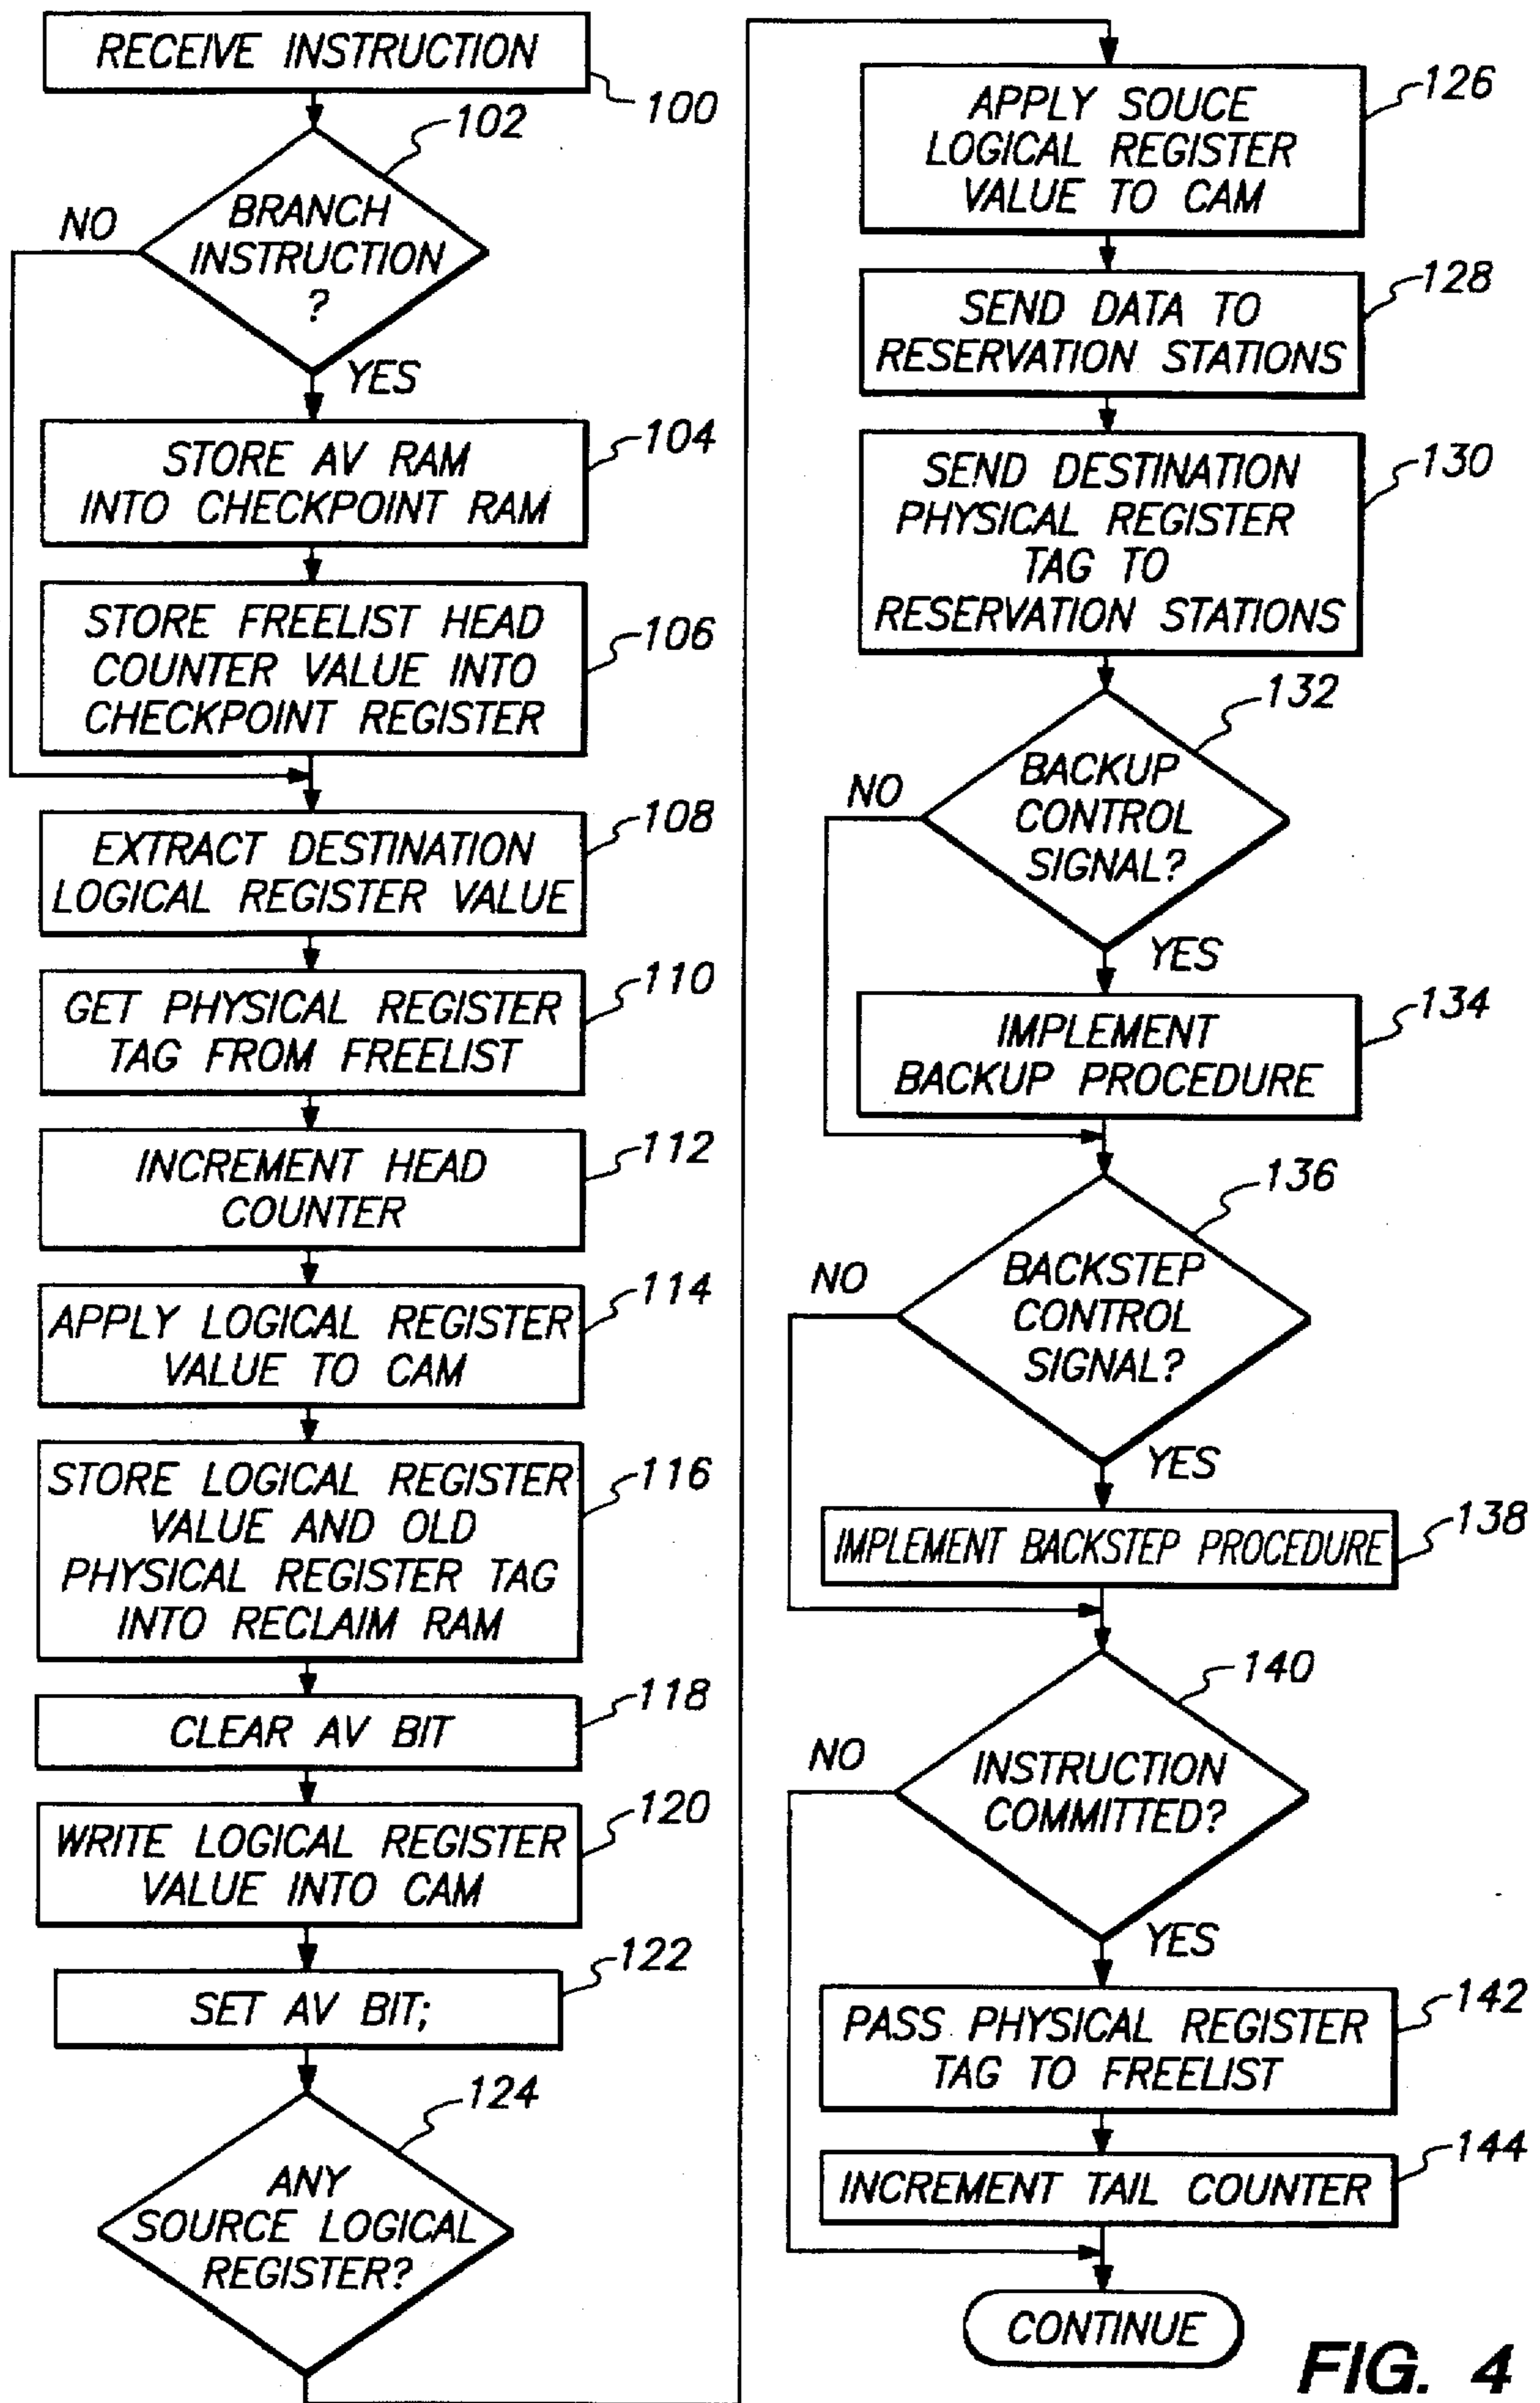 RECEIVE INSTRUCTION
100
102
BRANCH
INSTRUCTION
?
NO
YES
STORE AV RAM
INTO CHECKPOINT RAM
104
STORE FREELIST HEAD
COUNTER VALUE INTO
CHECKPOINT REGISTER
106
EXTRACT DESTINATION
LOGICAL REGISTER VALUE
108
GET PHYSICAL REGISTER
TAG FROM FREELIST
110
INCREMENT HEAD
COUNTER
112
APPLY LOGICAL REGISTER
VALUE TO CAM
114
STORE LOGICAL REGISTER
VALUE AND OLD
PHYSICAL REGISTER TAG
INTO RECLAIM RAM
116
CLEAR AV BIT
118
WRITE LOGICAL REGISTER
VALUE INTO CAM
120
SET AV BIT;
122
124
ANY
SOURCE LOGICAL
REGISTER?
APPLY SOUCE
LOGICAL REGISTER
VALUE TO CAM
126
SEND DATA TO
RESERVATION STATIONS
128
SEND DESTINATION
PHYSICAL REGISTER
TAG TO
RESERVATION STATIONS
130
132
BACKUP
CONTROL
SIGNAL?
NO
YES
IMPLEMENT
BACKUP PROCEDURE
134
136
BACKSTEP
CONTROL
SIGNAL?
NO
YES
IMPLEMENT BACKSTEP PROCEDURE
138
140
INSTRUCTION
COMMITTED?
NO
YES
PASS PHYSICAL REGISTER
TAG TO FREELIST
142
INCREMENT TAIL COUNTER
144
CONTINUE
FIG. 4